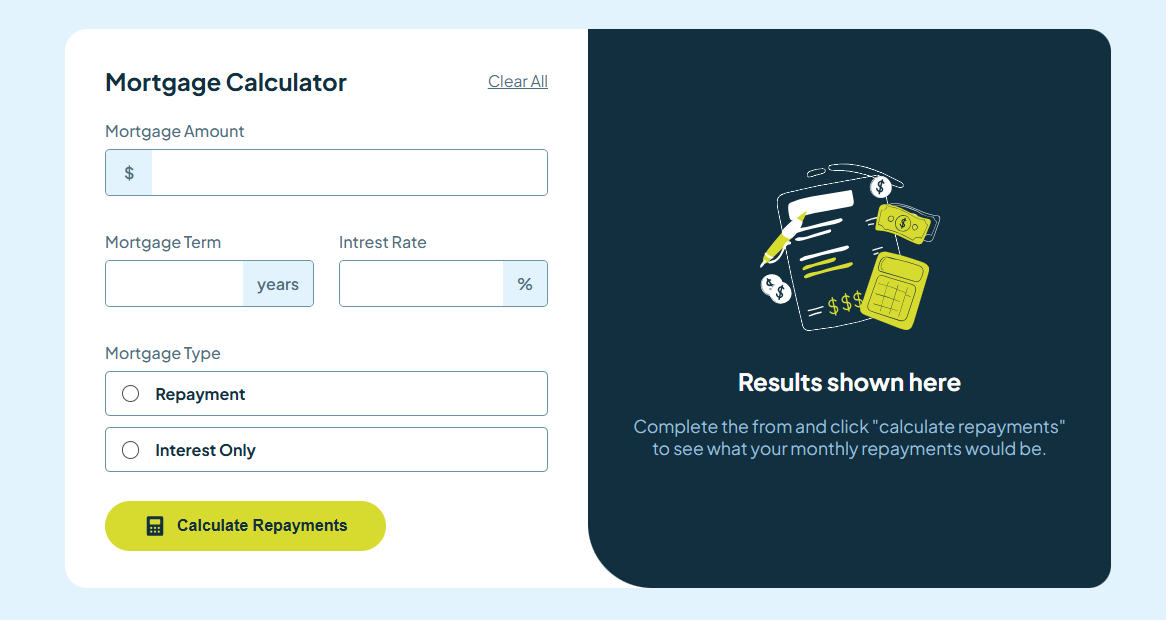 Mortgage Calculator
Clear All
Mortgage Amount
$
Mortgage Term
Intrest Rate
years
%
Mortgage Type
Repayment
Interest Only
Calculate Repayments
$
$
$
$
$$$
Results shown here
Complete the from and click "calculate repayments"
to see what your monthly repayments would be.